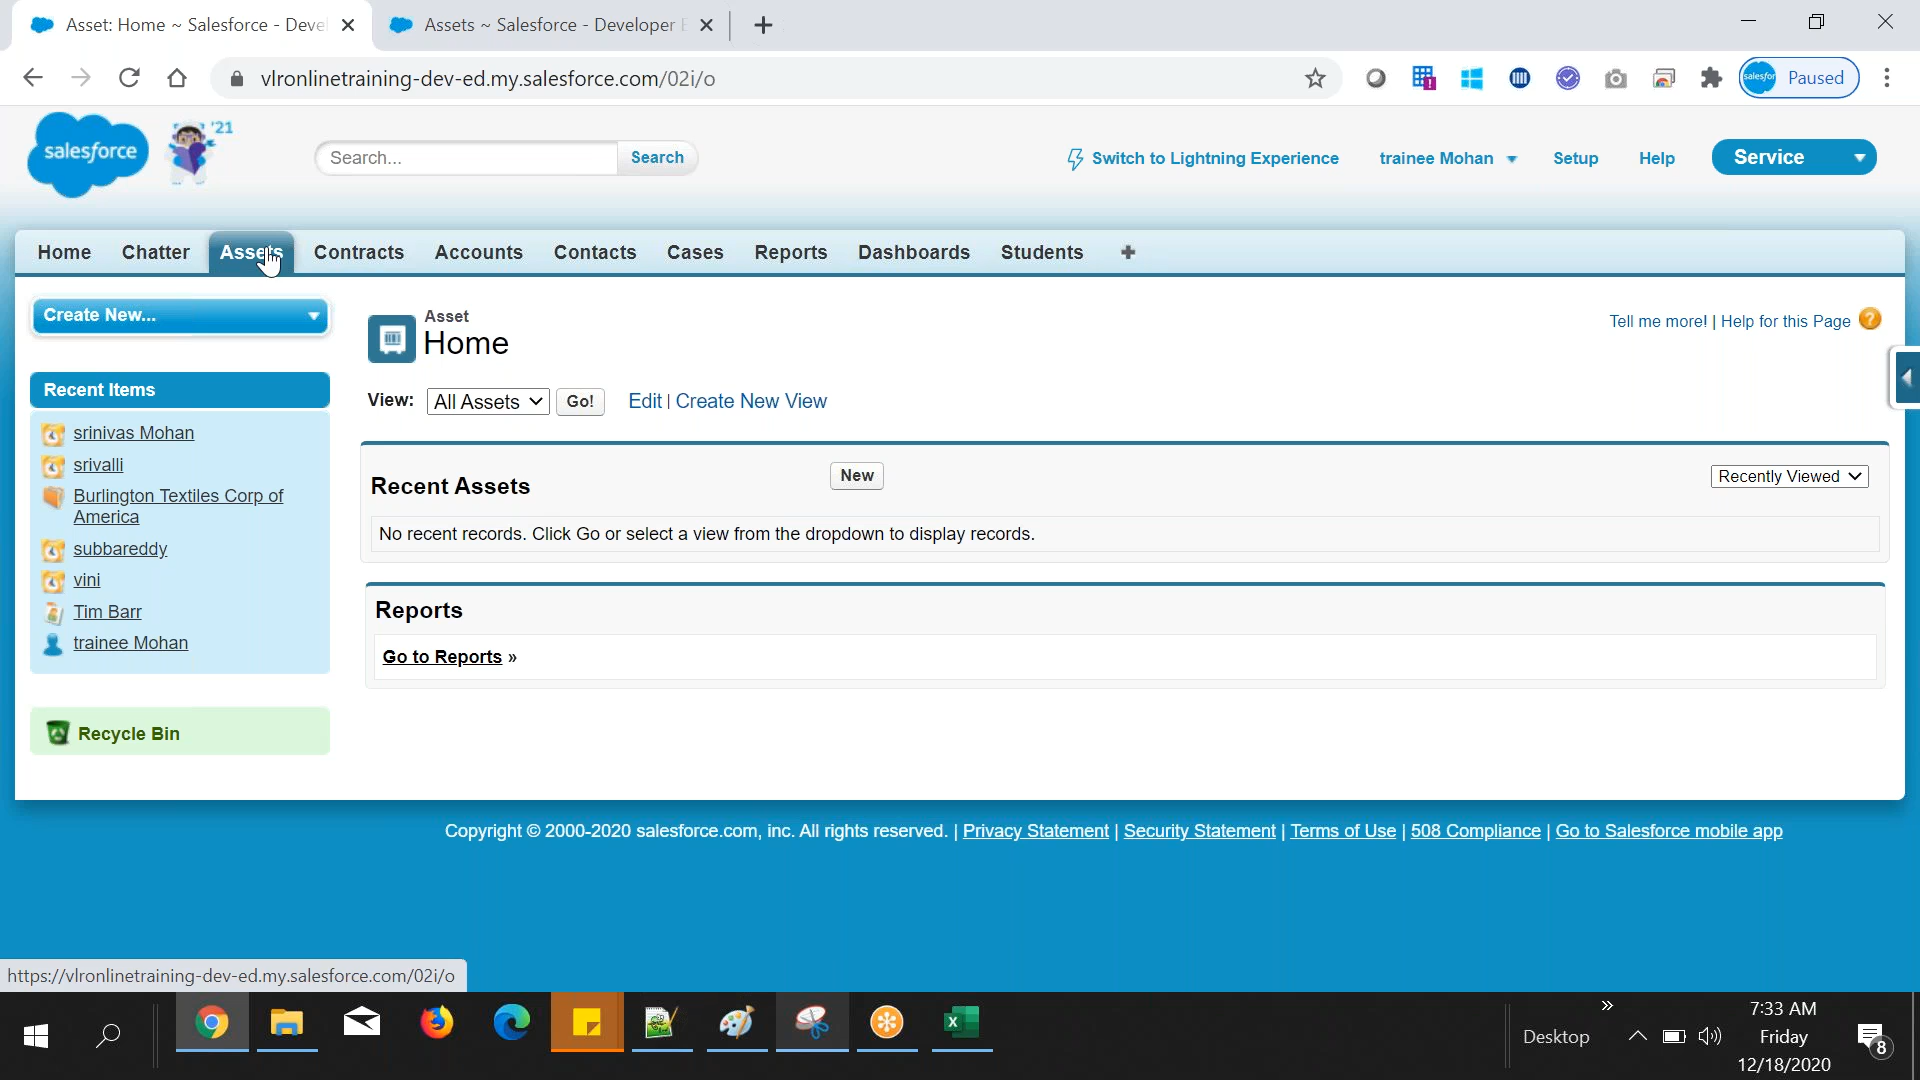 Asset: Home ~ Salesforce - Deve
Assets ~ Salesforce - Developer E
vlronlinetraining-dev-ed.my.salesforce.com/02i/o
Paused
salesforce
'21
Search...
Search
Switch to Lightning Experience
trainee Mohan
Setup
Help
Service
Home
Chatter
Assets
Contracts
Accounts
Contacts
Cases
Reports
Dashboards
Students
Create New...
Asset
Home
Tell me more! | Help for this Page
View:
All Assets
Go!
Edit | Create New View
Recent Items
srinivas Mohan
srivalli
Burlington Textiles Corp of
America
subbareddy
vini
Tim Barr
trainee Mohan
Recent Assets
New
Recently Viewed
No recent records. Click Go or select a view from the dropdown to display records.
Reports
Go to Reports »
Recycle Bin
Copyright © 2000-2020 salesforce.com, inc. All rights reserved. | Privacy Statement | Security Statement | Terms of Use | 508 Compliance | Go to Salesforce mobile app
https://vlronlinetraining-dev-ed.my.salesforce.com/02i/o
Desktop
7:33 AM
Friday
12/18/2020
8